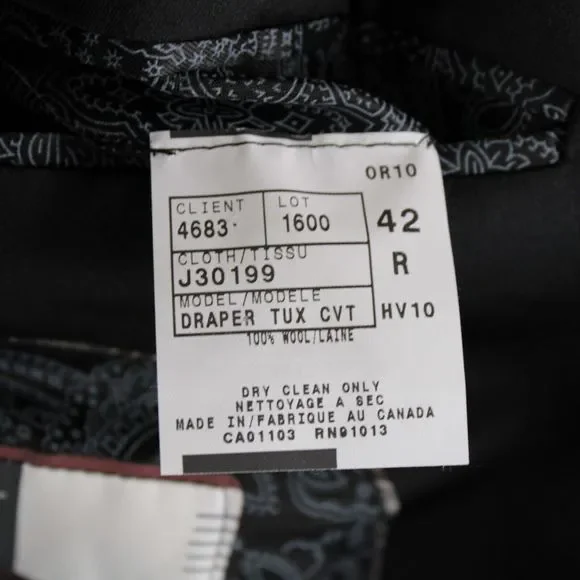 OR10
CLIENT LOT
4683 1600 42
CLOTH/TISSU
J30199 R
MODEL/MODELE
DRAPER TUX CVT HV10
100% WOOL/LAINE
DRY CLEAN ONLY
NETTOYAGE A SEC
MADE IN/FABRIQUE AU CANADA
CA01103 RN91013